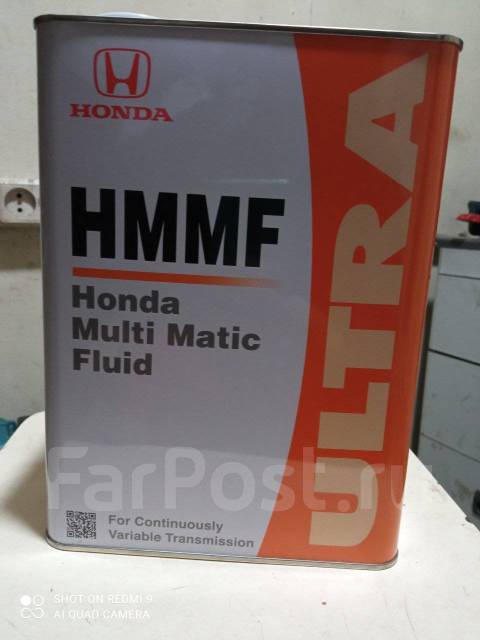 HONDA
HMMF
Honda
Multi Matic
Fluid
ULTRA
FarPost.ru
For Continuously
Variable Transmission
SHOT ON REDMI 9
AI QUAD CAMERA